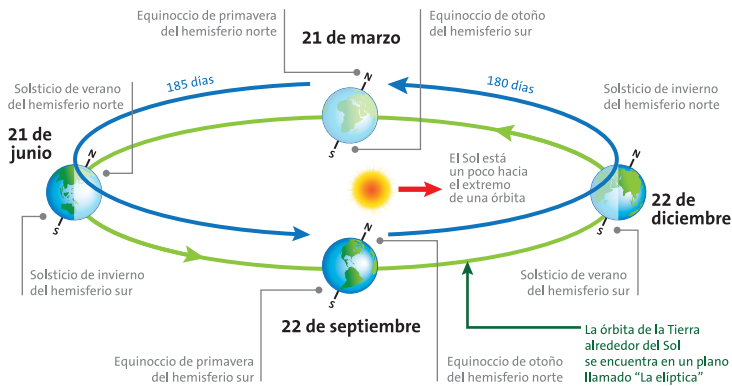 Equinoccio de primavera
del hemisferio norte
21 de marzo
Equinoccio de otoño
del hemisferio sur
185 días
180 días
N
S
Solsticio de verano
del hemisferio norte
21 de
junio
N
S
Solsticio de invierno
del hemisferio sur
El Sol está
un poco hacia
el extremo
de una órbita
Solsticio de invierno
del hemisferio norte
N
22 de
diciembre
S
Solsticio de verano
del hemisferio sur
N
S
22 de septiembre
Equinoccio de primavera
del hemisferio sur
Equinoccio de otoño
del hemisferio norte
La órbita de la Tierra
alrededor del Sol
se encuentra en un plano
llamado “La elíptica”